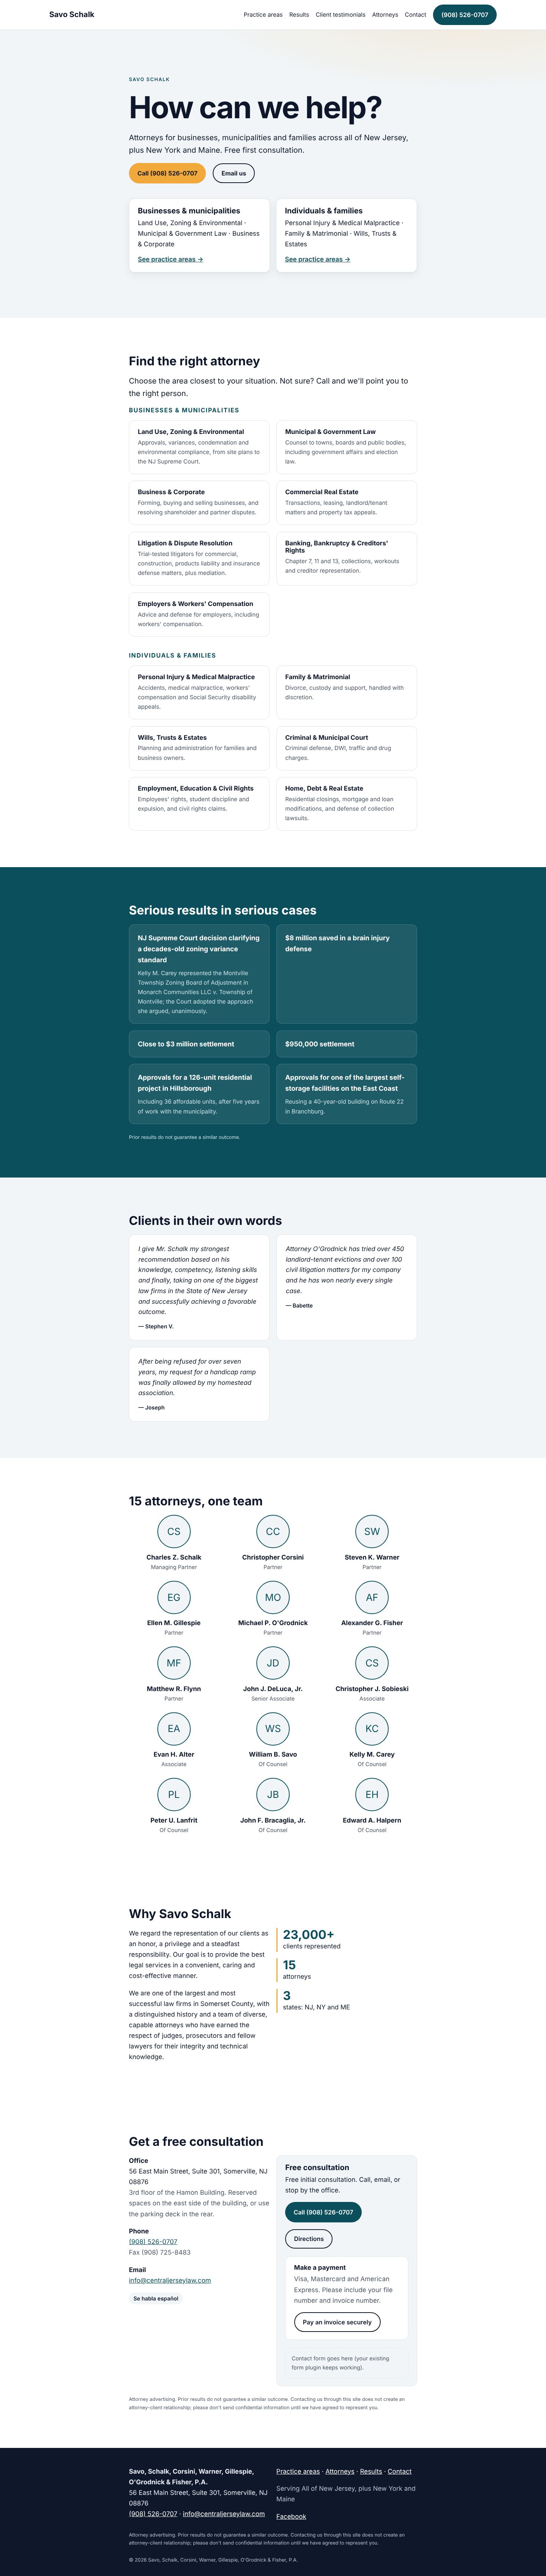 Savo Schalk
Practice areas Results Client testimonials Attorneys Contact (908) 526-0707
SAVO SCHALK
How can we help?
Attorneys for businesses, municipalities and families across all of New Jersey,
plus New York and Maine. Free first consultation.
Call (908) 526-0707 Email us
Businesses & municipalities
Land Use, Zoning & Environmental ·
Municipal & Government Law · Business
& Corporate
See practice areas →
Individuals & families
Personal Injury & Medical Malpractice ·
Family & Matrimonial · Wills, Trusts &
Estates
See practice areas →
Find the right attorney
Choose the area closest to your situation. Not sure? Call and we'll point you to
the right person.
BUSINESSES & MUNICIPALITIES
Land Use, Zoning & Environmental
Approvals, variances, condemnation and
environmental compliance, from site plans to
the NJ Supreme Court.
Municipal & Government Law
Counsel to towns, boards and public bodies,
including government affairs and election
law.
Business & Corporate
Forming, buying and selling businesses, and
resolving shareholder and partner disputes.
Commercial Real Estate
Transactions, leasing, landlord/tenant
matters and property tax appeals.
Litigation & Dispute Resolution
Trial-tested litigators for commercial,
construction, products liability and insurance
defense matters, plus mediation.
Banking, Bankruptcy & Creditors'
Rights
Chapter 7, 11 and 13, collections, workouts
and creditor representation.
Employers & Workers' Compensation
Advice and defense for employers, including
workers' compensation.
INDIVIDUALS & FAMILIES
Personal Injury & Medical Malpractice
Accidents, medical malpractice, workers'
compensation and Social Security disability
appeals.
Family & Matrimonial
Divorce, custody and support, handled with
discretion.
Wills, Trusts & Estates
Planning and administration for families and
business owners.
Criminal & Municipal Court
Criminal defense, DWI, traffic and drug
charges.
Employment, Education & Civil Rights
Employees' rights, student discipline and
expulsion, and civil rights claims.
Home, Debt & Real Estate
Residential closings, mortgage and loan
modifications, and defense of collection
lawsuits.
Serious results in serious cases
NJ Supreme Court decision clarifying
a decades-old zoning variance
standard
Kelly M. Carey represented the Montville
Township Zoning Board of Adjustment in
Monarch Communities LLC v. Township of
Montville; the Court adopted the approach
she argued, unanimously.
$8 million saved in a brain injury
defense
Close to $3 million settlement
$950,000 settlement
Approvals for a 126-unit residential
project in Hillsborough
Including 36 affordable units, after five years
of work with the municipality.
Approvals for one of the largest self-
storage facilities on the East Coast
Reusing a 40-year-old building on Route 22
in Branchburg.
Prior results do not guarantee a similar outcome.
Clients in their own words
I give Mr. Schalk my strongest
recommendation based on his
knowledge, competency, listening skills
and finally, taking on one of the biggest
law firms in the State of New Jersey
and successfully achieving a favorable
outcome.
— Stephen V.
Attorney O'Grodnick has tried over 450
landlord-tenant evictions and over 100
civil litigation matters for my company
and he has won nearly every single
case.
— Babette
After being refused for over seven
years, my request for a handicap ramp
was finally allowed by my homestead
association.
— Joseph
15 attorneys, one team
CS CC SW
Charles Z. Schalk Christopher Corsini Steven K. Warner
Managing Partner Partner Partner
EG MO AF
Ellen M. Gillespie Michael P. O'Grodnick Alexander G. Fisher
Partner Partner Partner
MF JD CS
Matthew R. Flynn John J. DeLuca, Jr. Christopher J. Sobieski
Partner Senior Associate Associate
EA WS KC
Evan H. Alter William B. Savo Kelly M. Carey
Associate Of Counsel Of Counsel
PL JB EH
Peter U. Lanfrit John F. Bracaglia, Jr. Edward A. Halpern
Of Counsel Of Counsel Of Counsel
Why Savo Schalk
We regard the representation of our clients as
an honor, a privilege and a steadfast
responsibility. Our goal is to provide the best
legal services in a convenient, caring and
cost-effective manner.
We are one of the largest and most
successful law firms in Somerset County, with
a distinguished history and a team of diverse,
capable attorneys who have earned the
respect of judges, prosecutors and fellow
lawyers for their integrity and technical
knowledge.
23,000+
clients represented
15
attorneys
3
states: NJ, NY and ME
Get a free consultation
Office
56 East Main Street, Suite 301, Somerville, NJ
08876
3rd floor of the Hamon Building. Reserved
spaces on the east side of the building, or use
the parking deck in the rear.
Phone
(908) 526-0707
Fax (908) 725-8483
Email
info@centraljerseylaw.com
Se habla español
Free consultation
Free initial consultation. Call, email, or
stop by the office.
Call (908) 526-0707
Directions
Make a payment
Visa, Mastercard and American
Express. Please include your file
number and invoice number.
Pay an invoice securely
Contact form goes here (your existing
form plugin keeps working).
Attorney advertising. Prior results do not guarantee a similar outcome. Contacting us through this site does not create an
attorney-client relationship; please don't send confidential information until we have agreed to represent you.
Savo, Schalk, Corsini, Warner, Gillespie,
O'Grodnick & Fisher, P.A.
56 East Main Street, Suite 301, Somerville, NJ
08876
(908) 526-0707 · info@centraljerseylaw.com
Practice areas · Attorneys · Results · Contact
Serving All of New Jersey, plus New York and
Maine
Facebook
Attorney advertising. Prior results do not guarantee a similar outcome. Contacting us through this site does not create an
attorney-client relationship; please don't send confidential information until we have agreed to represent you.
© 2026 Savo, Schalk, Corsini, Warner, Gillespie, O'Grodnick & Fisher, P.A.